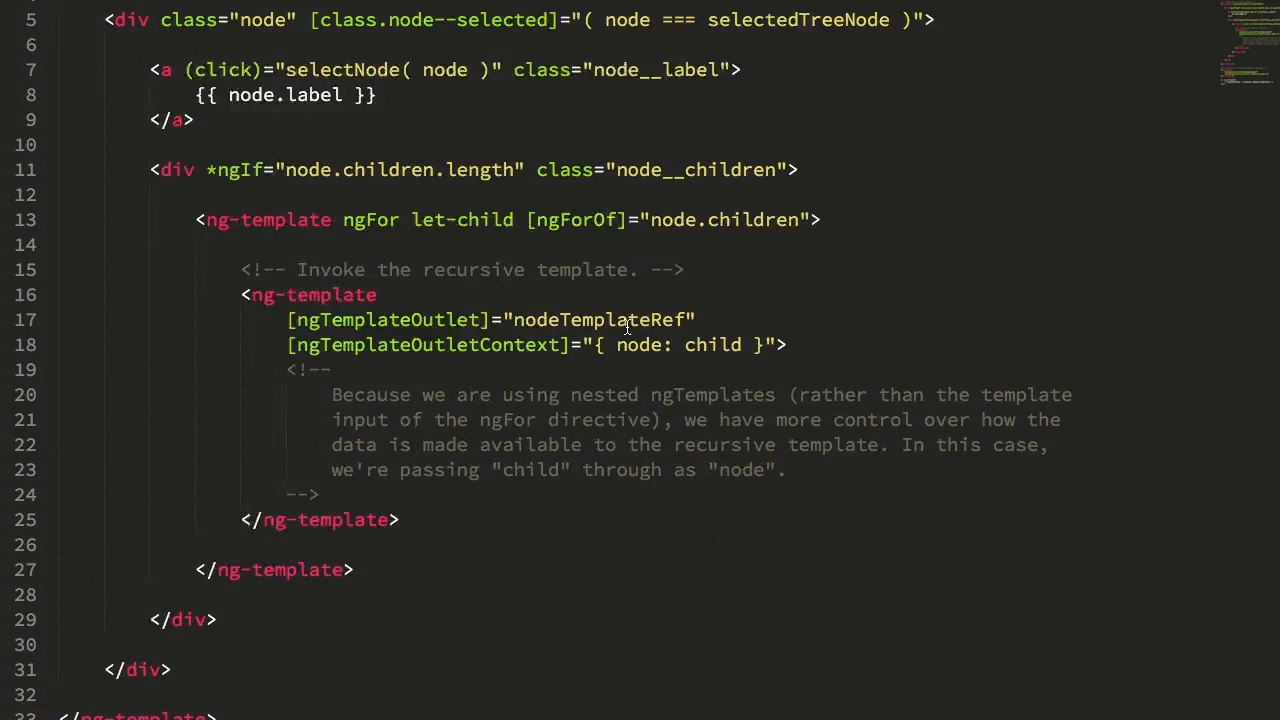 5 <div class="node" [class.node--selected]="( node === selectedTreeNode )">
6
7 <a (click)="selectNode( node )" class="node__label">
8 {{ node.label }}
9 </a>
10
11 <div *ngIf="node.children.length" class="node__children">
12
13 <ng-template ngFor let-child [ngForOf]="node.children">
14
15 <!-- Invoke the recursive template. -->
16 <ng-template
17 [ngTemplateOutlet]="nodeTemplateRef"
18 [ngTemplateOutletContext]="{ node: child }">
19 <!--
20 Because we are using nested ngTemplates (rather than the template
21 input of the ngFor directive), we have more control over how the
22 data is made available to the recursive template. In this case,
23 we're passing "child" through as "node".
24 -->
25 </ng-template>
26
27 </ng-template>
28
29 </div>
30
31 </div>
32
33 </ng-template>